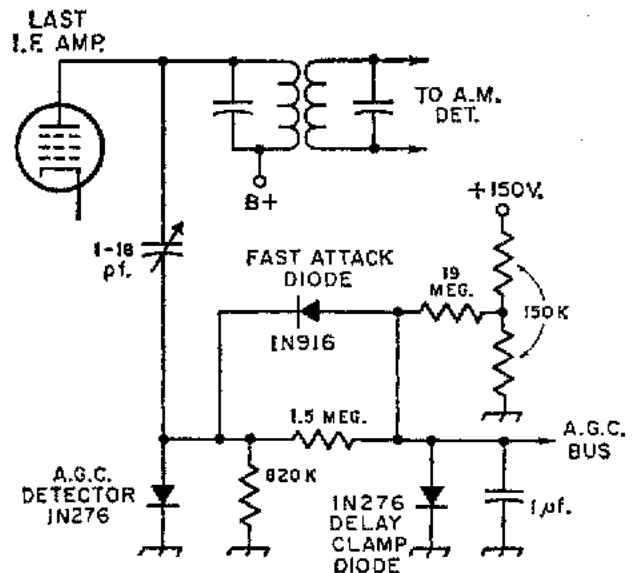 LAST
I.F. AMP.
TO A.M.
DET.
B+
+150V.
1-18
pf.
FAST ATTACK
DIODE
1N916
19
MEG.
150K
1.5 MEG.
A.G.C.
BUS
A.G.C.
DETECTOR
1N276
820K
1N276
DELAY
CLAMP
DIODE
1µf.